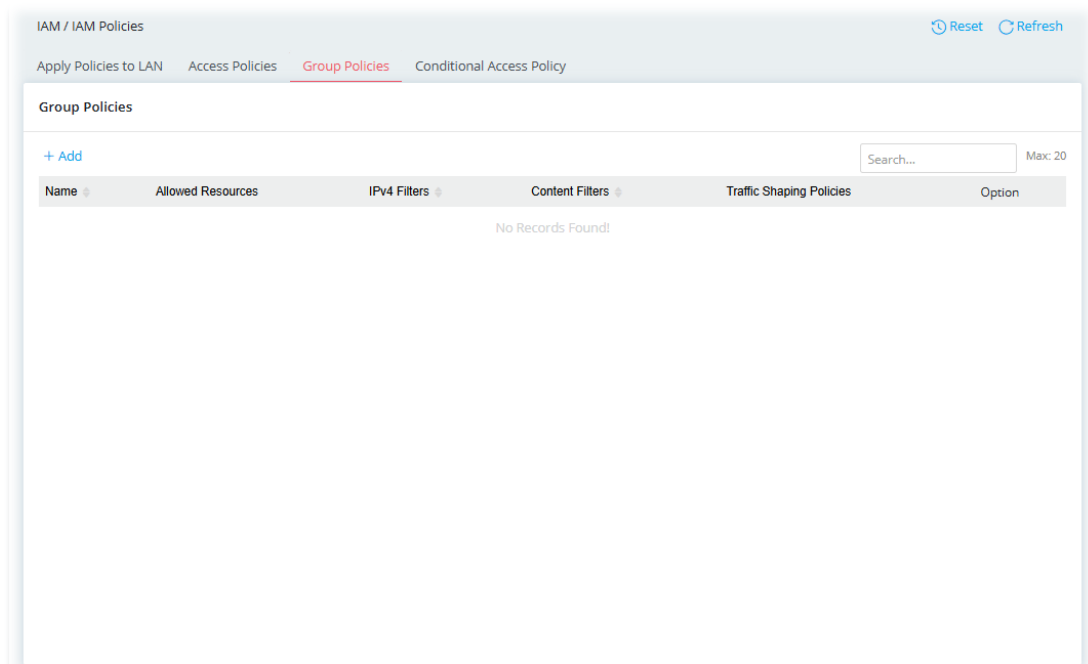 IAM / IAM Policies Reset Refresh
Apply Policies to LAN Access Policies Group Policies Conditional Access Policy
Group Policies
+ Add Search... Max: 20
Name Allowed Resources IPv4 Filters Content Filters Traffic Shaping Policies Option
No Records Found!